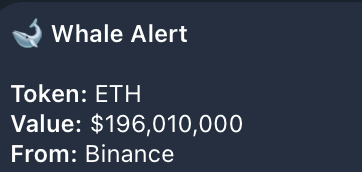 🐳 Whale Alert
Token: ETH
Value: $196,010,000
From: Binance